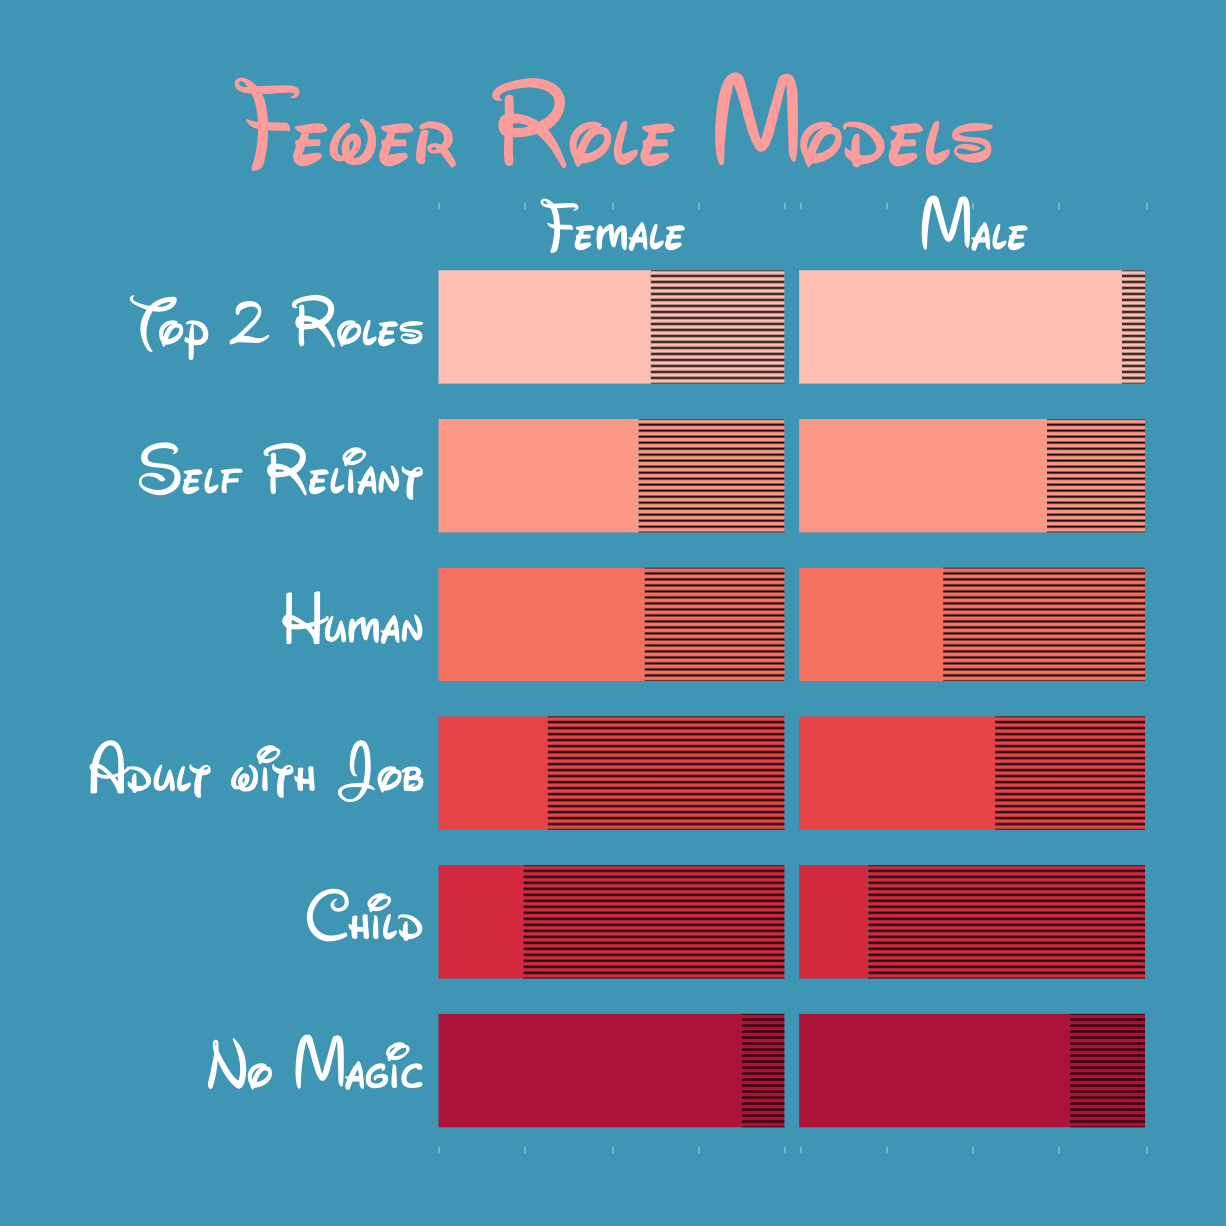 Fewer Role Models
Female Male
Top 2 Roles
Self Reliant
Human
Adult with Job
Child
No Magic